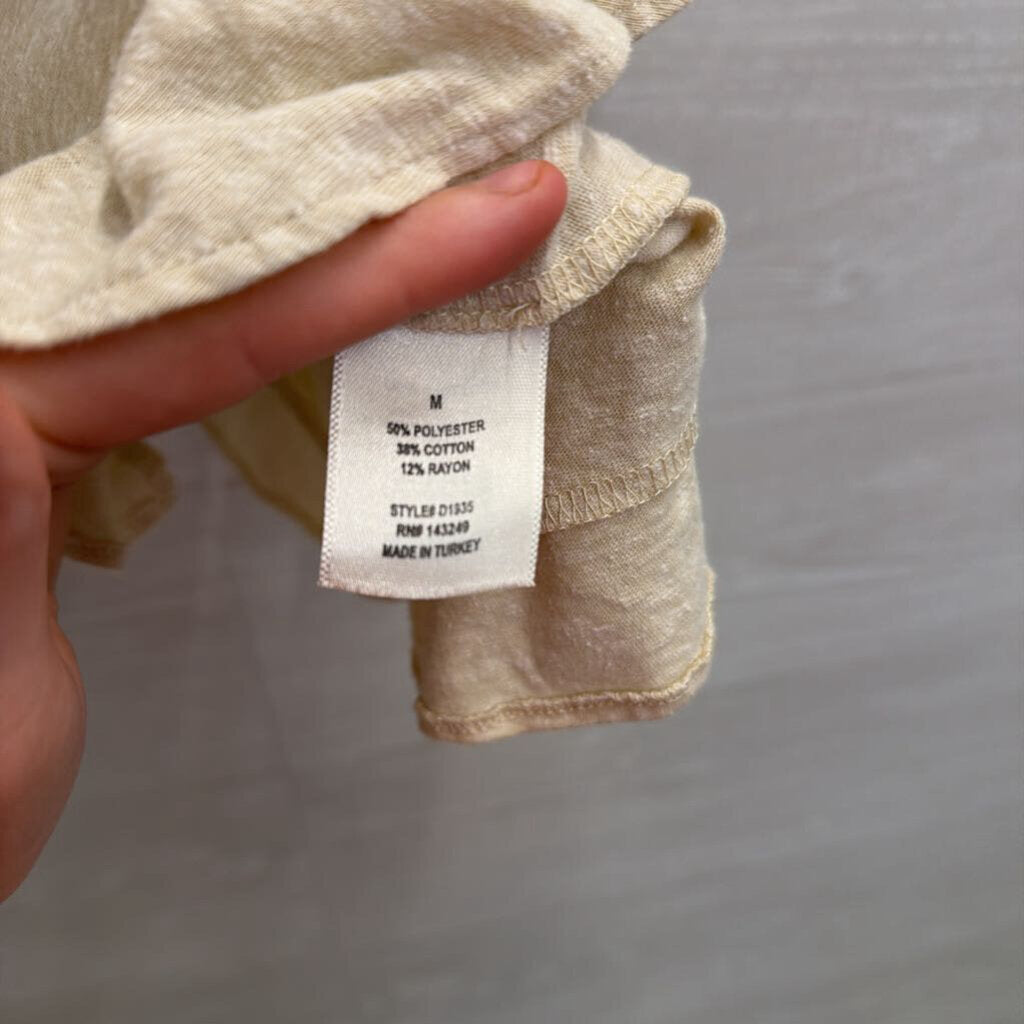 M
50% POLYESTER
38% COTTON
12% RAYON
STYLE# D1935
RN# 143249
MADE IN TURKEY